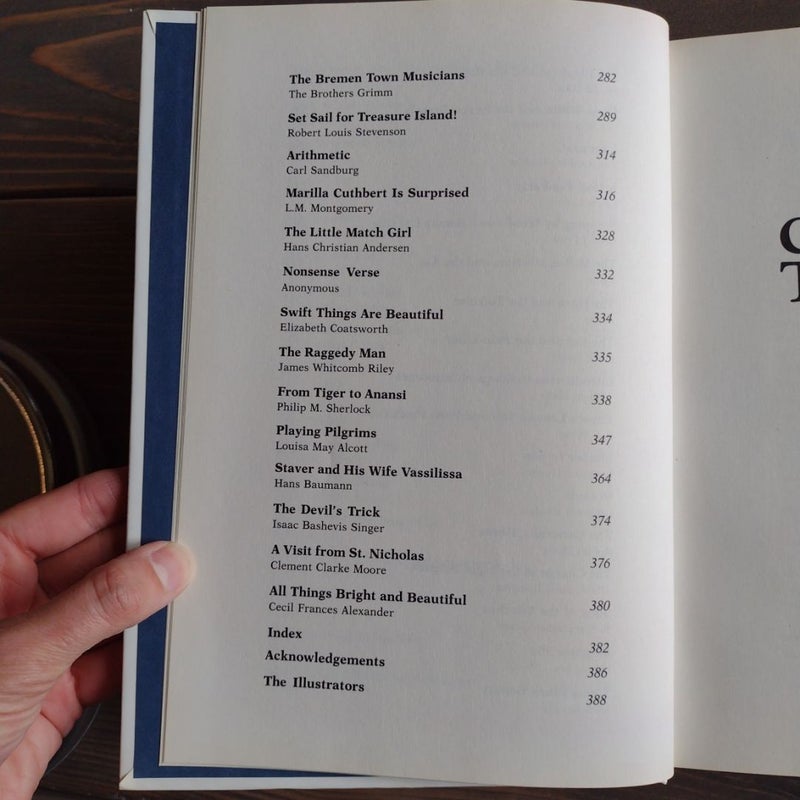 The Bremen Town Musicians 282
The Brothers Grimm
Set Sail for Treasure Island! 289
Robert Louis Stevenson
Arithmetic 314
Carl Sandburg
Marilla Cuthbert Is Surprised 316
L.M. Montgomery
The Little Match Girl 328
Hans Christian Andersen
Nonsense Verse 332
Anonymous
Swift Things Are Beautiful 334
Elizabeth Coatsworth
The Raggedy Man 335
James Whitcomb Riley
From Tiger to Anansi 338
Philip M. Sherlock
Playing Pilgrims 347
Louisa May Alcott
Staver and His Wife Vassilissa 364
Hans Baumann
The Devil's Trick 374
Isaac Bashevis Singer
A Visit from St. Nicholas 376
Clement Clarke Moore
All Things Bright and Beautiful 380
Cecil Frances Alexander
Index 382
Acknowledgements 386
The Illustrators 388